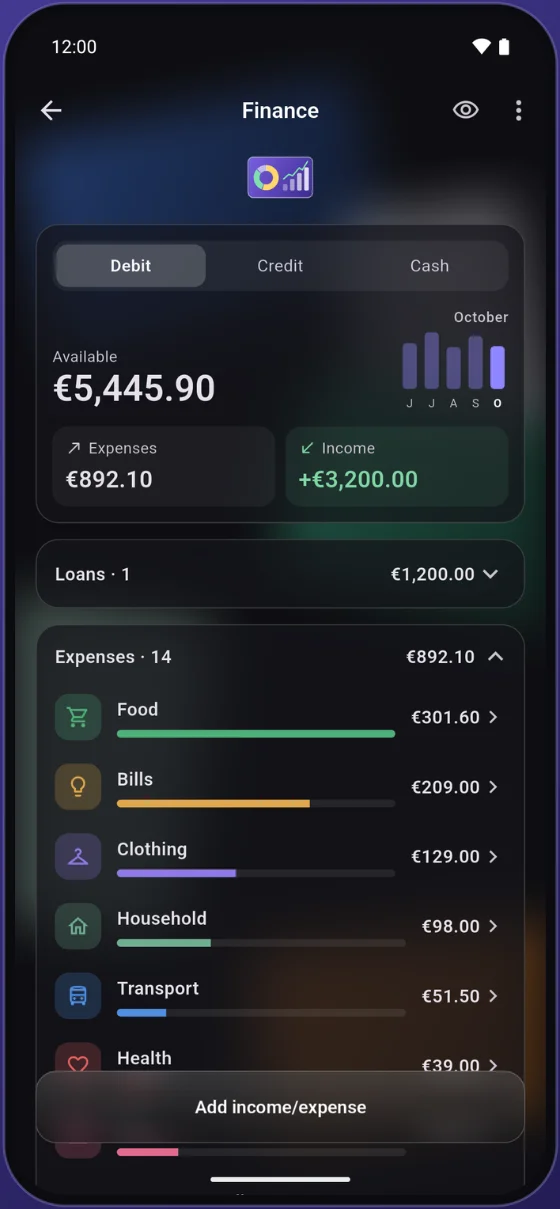 12:00
Finance
Debit
Credit
Cash
October
Available
€5,445.90
J J A S O
Expenses
€892.10
Income
+€3,200.00
Loans · 1
€1,200.00
Expenses · 14
€892.10
Food
€301.60
Bills
€209.00
Clothing
€129.00
Household
€98.00
Transport
€51.50
Health
€39.00
Add income/expense